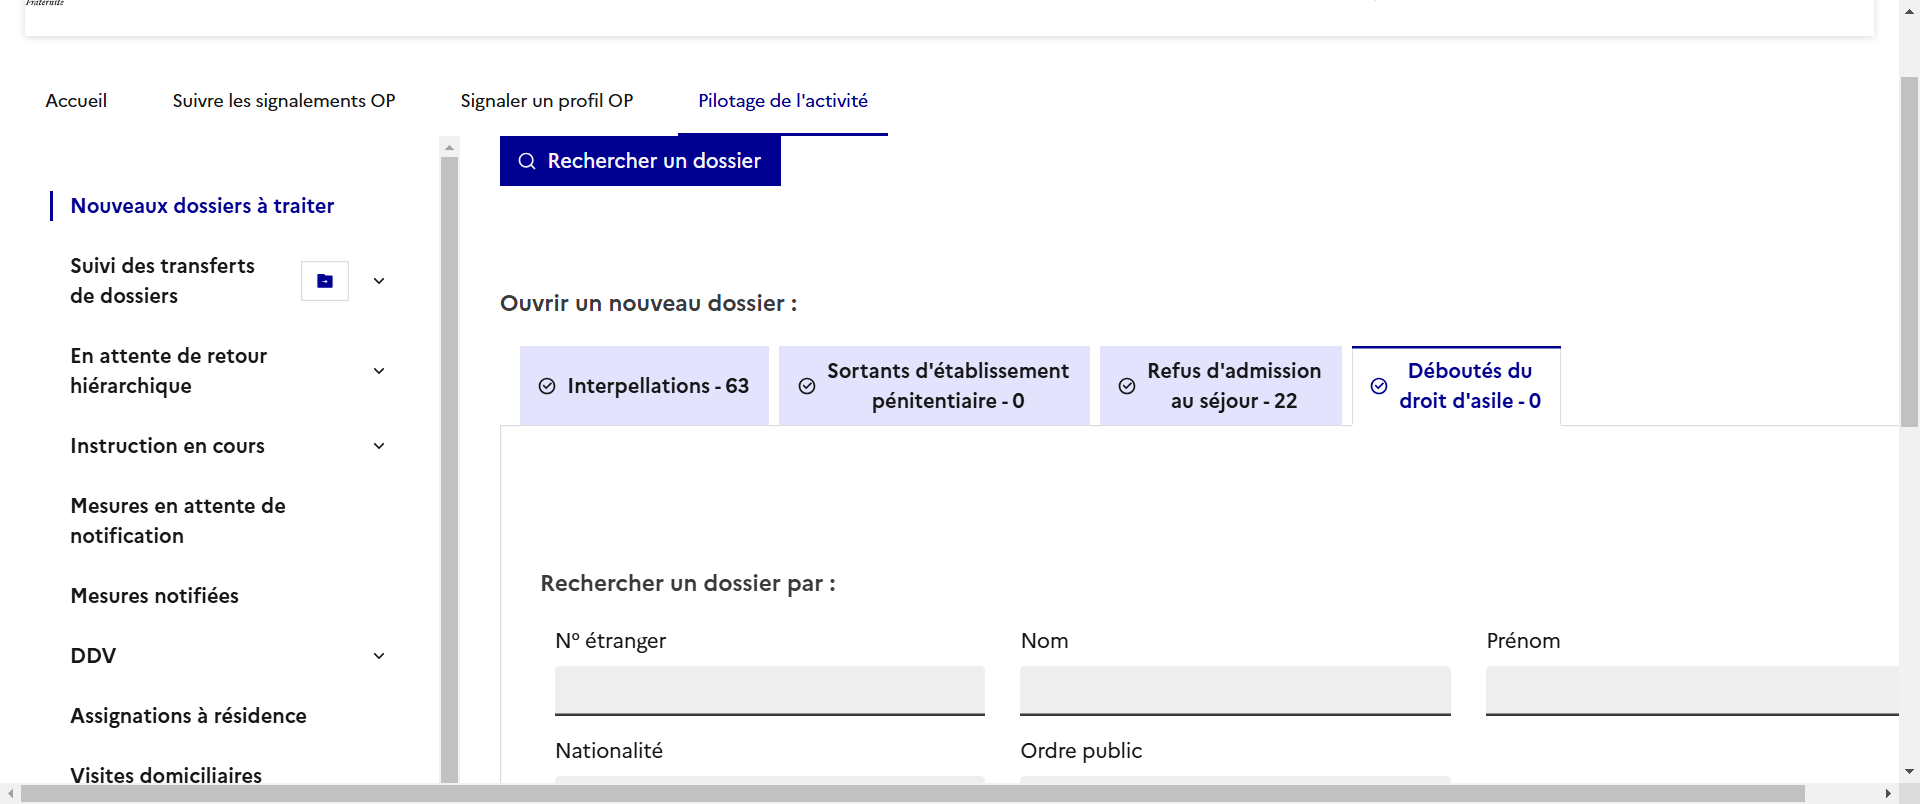 Fraternité
Accueil
Suivre les signalements OP
Signaler un profil OP
Pilotage de l'activité
Nouveaux dossiers à traiter
Suivi des transferts
de dossiers
En attente de retour
hiérarchique
Instruction en cours
Mesures en attente de
notification
Mesures notifiées
DDV
Assignations à résidence
Visites domiciliaires
Rechercher un dossier
Ouvrir un nouveau dossier :
Interpellations - 63
Sortants d'établissement
pénitentiaire - 0
Refus d'admission
au séjour - 22
Déboutés du
droit d'asile - 0
Rechercher un dossier par :
N° étranger
Nom
Prénom
Nationalité
Ordre public